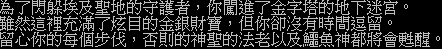 為了閃躲埃及聖地的守護者，你闖進了金字塔的地下迷宮。
雖然這裡充滿了炫目的金銀財寶，但你卻沒有時間逗留。
留心你的每個步伐，否則的神聖的法老以及鱷魚神都將會甦醒。